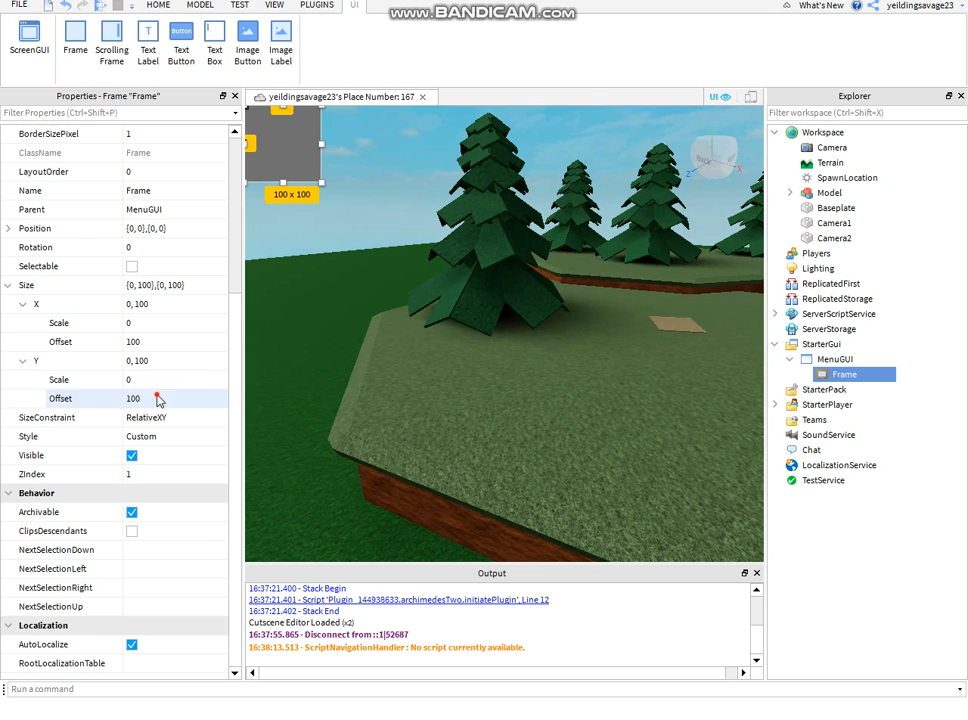 www.BANDICAM.com
FILE HOME MODEL TEST VIEW PLUGINS UI What's New yeildingsavage23
ScreenGUI Frame Scrolling Frame Text Label Text Button Text Box Image Button Image Label
Button
T
Properties - Frame "Frame"
Filter Properties (Ctrl+Shift+P)
BorderSizePixel 1
ClassName Frame
LayoutOrder 0
Name Frame
Parent MenuGUI
Position {0, 0},{0, 0}
Rotation 0
Selectable
Size {0, 100},{0, 100}
X 0, 100
Scale 0
Offset 100
Y 0, 100
Scale 0
Offset 100
SizeConstraint RelativeXY
Style Custom
Visible
ZIndex 1
Behavior
Archivable
ClipsDescendants
NextSelectionDown
NextSelectionLeft
NextSelectionRight
NextSelectionUp
Localization
AutoLocalize
RootLocalizationTable
yeildingsavage23's Place Number: 167
UI
100 x 100
Back
Z
X
Output
16:37:21.400 - Stack Begin
16:37:21.401 - Script 'Plugin_144938633.archimedesTwo.initiatePlugin', Line 12
16:37:21.402 - Stack End
Cutscene Editor Loaded (x2)
16:37:55.865 - Disconnect from ::1|52687
16:38:13.513 - ScriptNavigationHandler : No script currently available.
Explorer
Filter workspace (Ctrl+Shift+X)
Workspace
Camera
Terrain
SpawnLocation
Model
Baseplate
Camera1
Camera2
Players
Lighting
ReplicatedFirst
ReplicatedStorage
ServerScriptService
ServerStorage
StarterGui
MenuGUI
Frame
StarterPack
StarterPlayer
Teams
SoundService
Chat
LocalizationService
TestService
Run a command